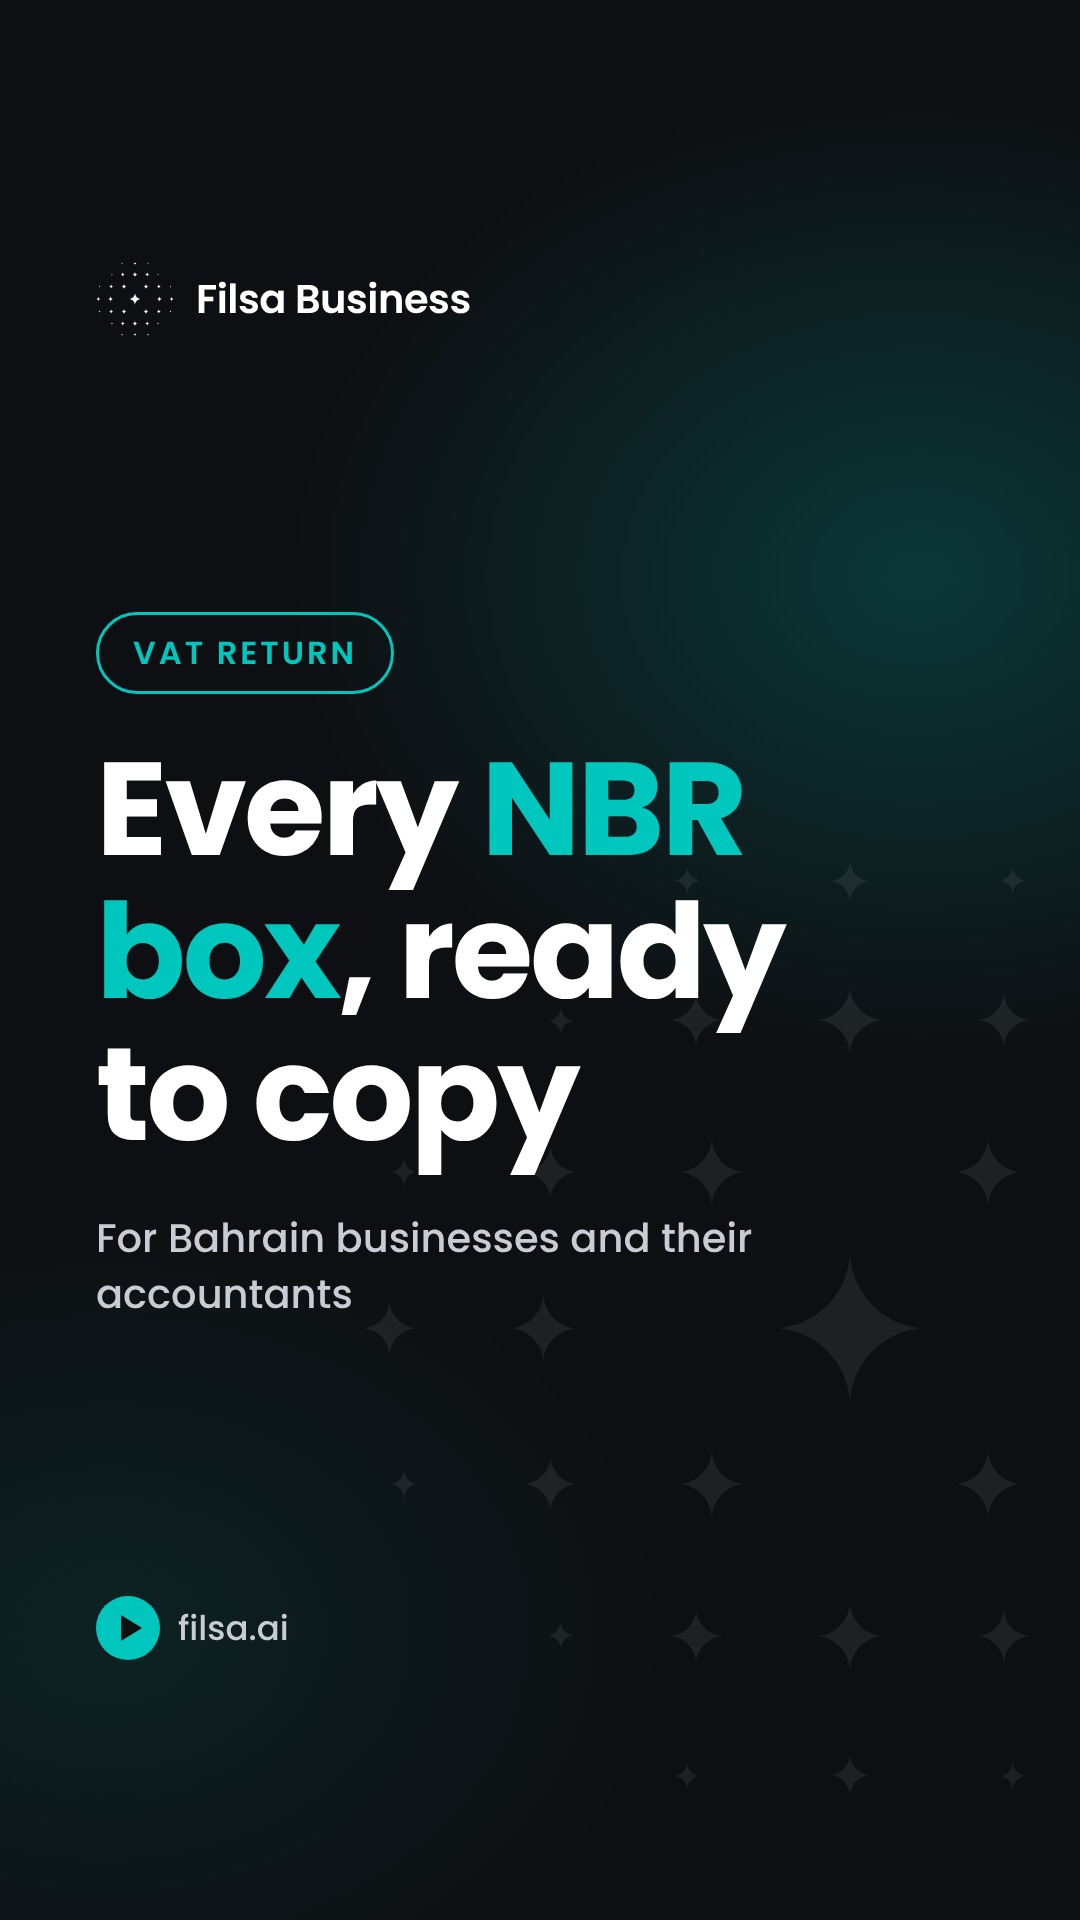 Filsa Business
VAT RETURN
Every NBR
box, ready
to copy
For Bahrain businesses and their
accountants
filsa.ai